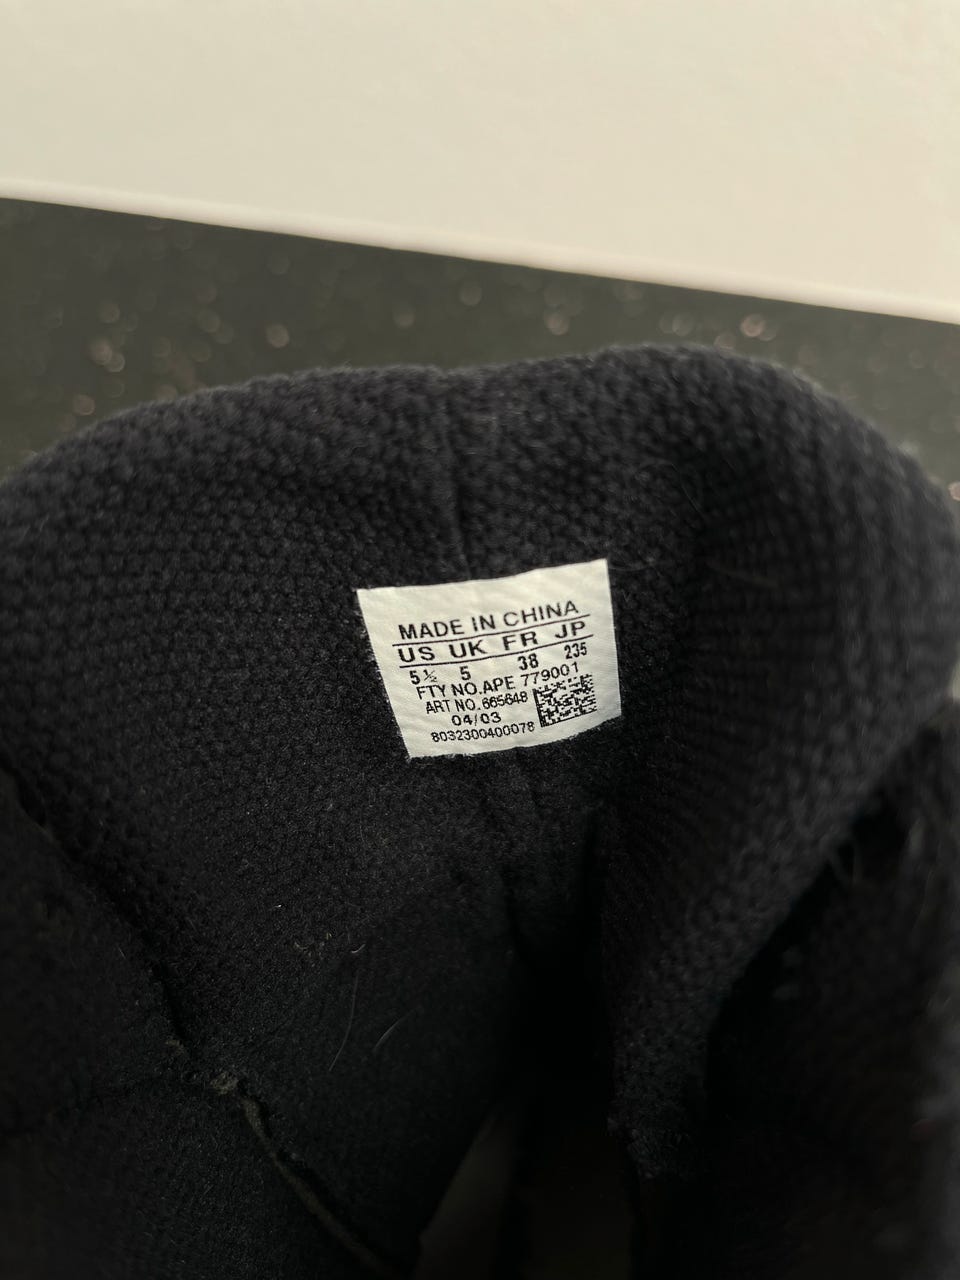 MADE IN CHINA
US UK FR JP
5½ 5 38 235
FTY NO.APE 779001
ART NO.665648
04/03
8032300400078